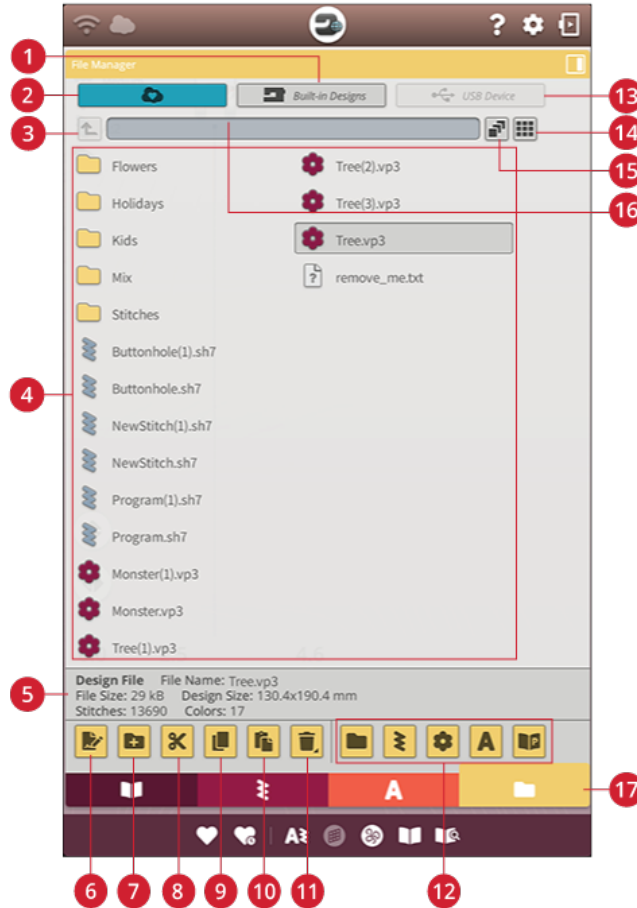 ?
1
File Manager
2
Built-in Designs
USB Device
13
3
14
15
Flowers
Tree(2).vp3
Holidays
Tree(3).vp3
16
Kids
Tree.vp3
Mix
remove_me.txt
Stitches
Buttonhole(1).sh7
4
Buttonhole.sh7
NewStitch(1).sh7
NewStitch.sh7
Program(1).sh7
Program.sh7
Monster(1).vp3
Monster.vp3
Tree(1).vp3
Design File File Name: Tree.vp3
5
File Size: 29 kB Design Size: 130.4x190.4 mm
Stitches: 13690 Colors: 17
A
A
17
A
6 7 8 9 10 11 12